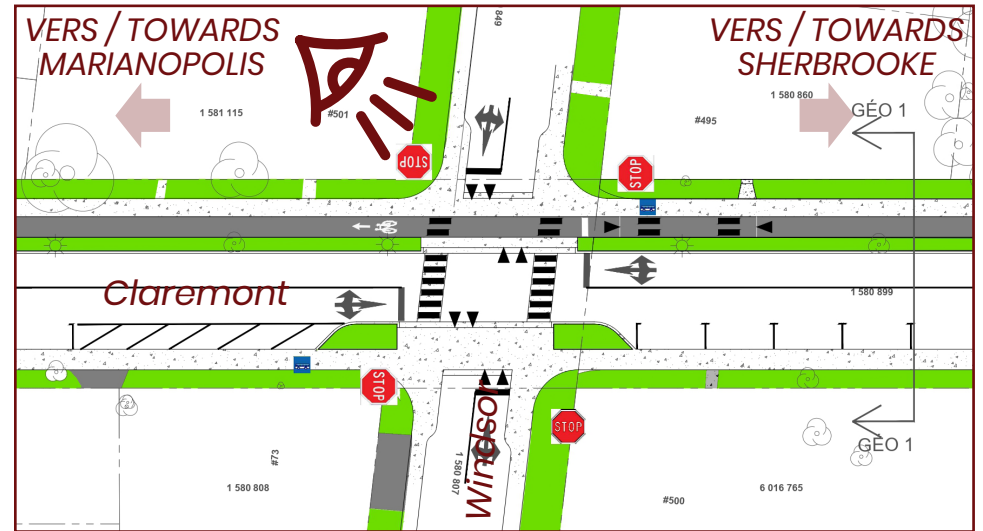 VERS / TOWARDS
MARIANOPOLIS
849
VERS / TOWARDS
SHERBROOKE
1 581 115
#501
#495
1 580 860
GÉO 1
STOP
STOP
Claremont
1 580 899
STOP
STOP
Windsor
1 580 807
#73
1 580 808
#500
6 016 765
GÉO 1